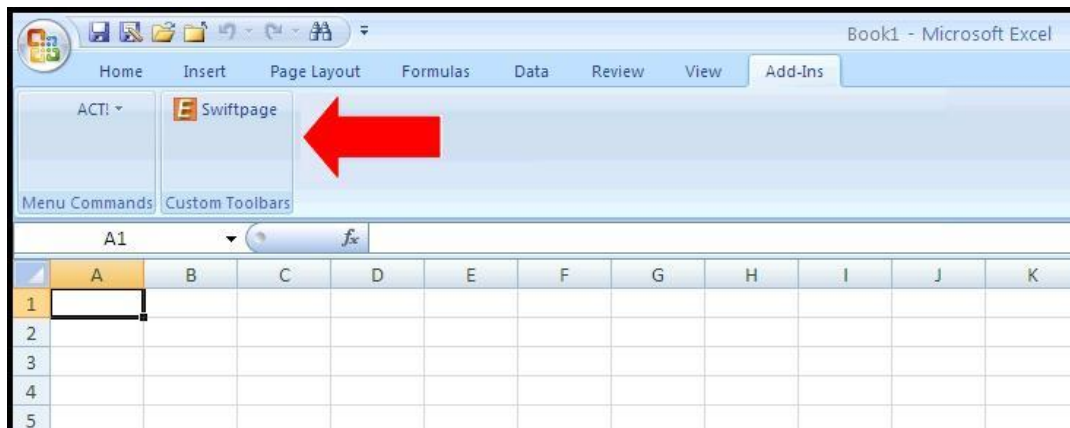 Book1 - Microsoft Excel
Home Insert Page Layout Formulas Data Review View Add-Ins
ACT! Swiftpage
Menu Commands Custom Toolbars
A1 fx
A B C D E F G H I J K
1
2
3
4
5